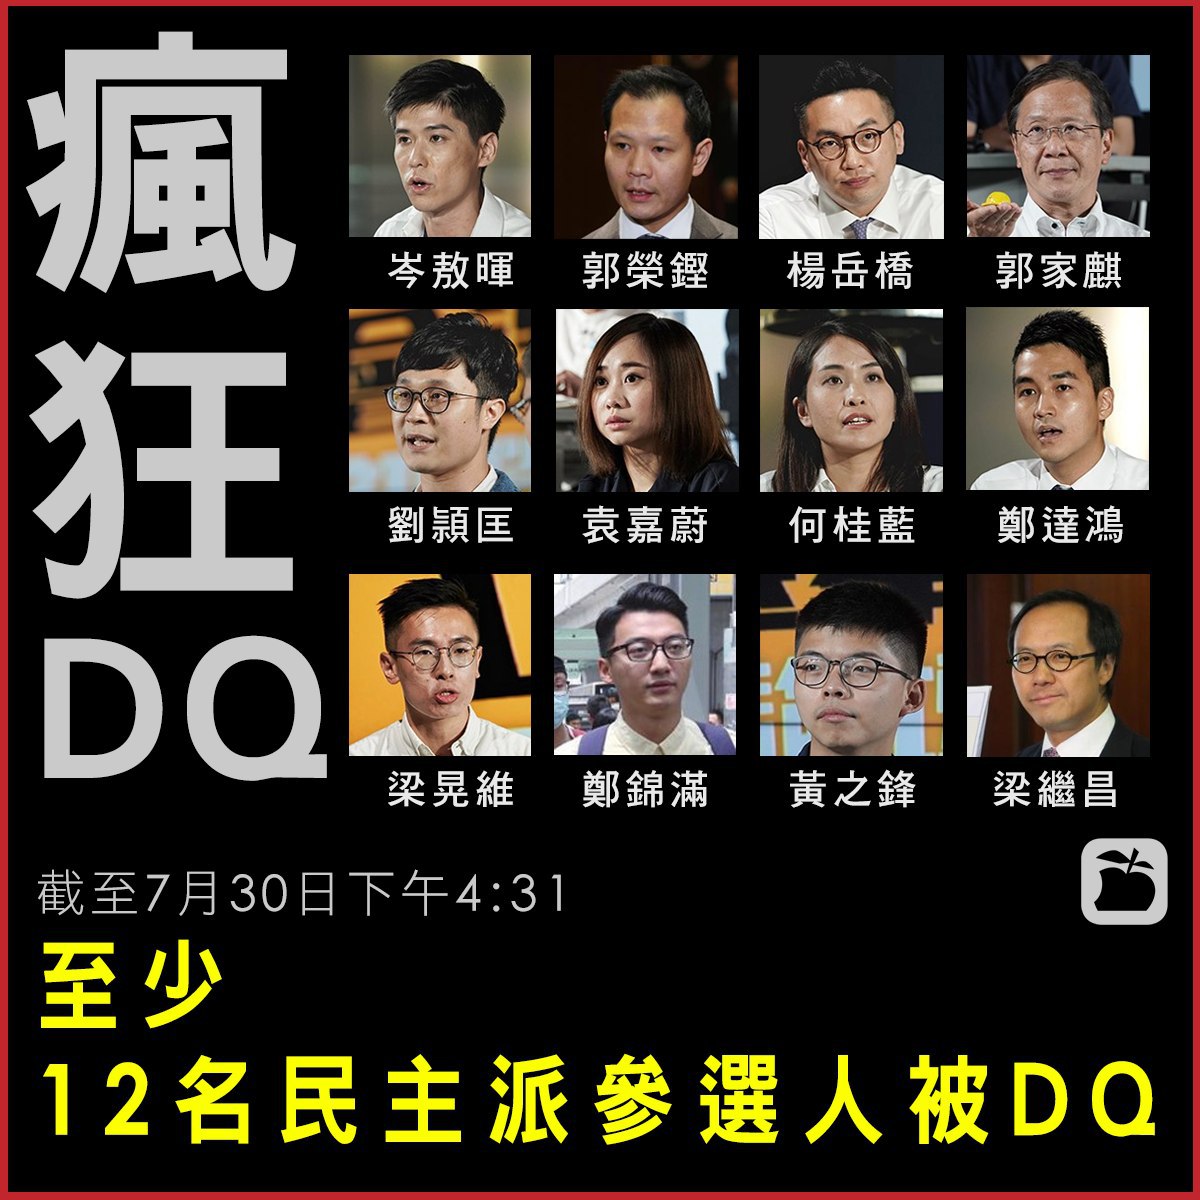 瘋狂DQ
岑敖暉
郭榮鏗
楊岳橋
郭家麒
劉頴匡
袁嘉蔚
何桂藍
鄭達鴻
梁晃維
鄭錦滿
黃之鋒
梁繼昌
截至7月30日下午4:31
至少
12名民主派參選人被DQ